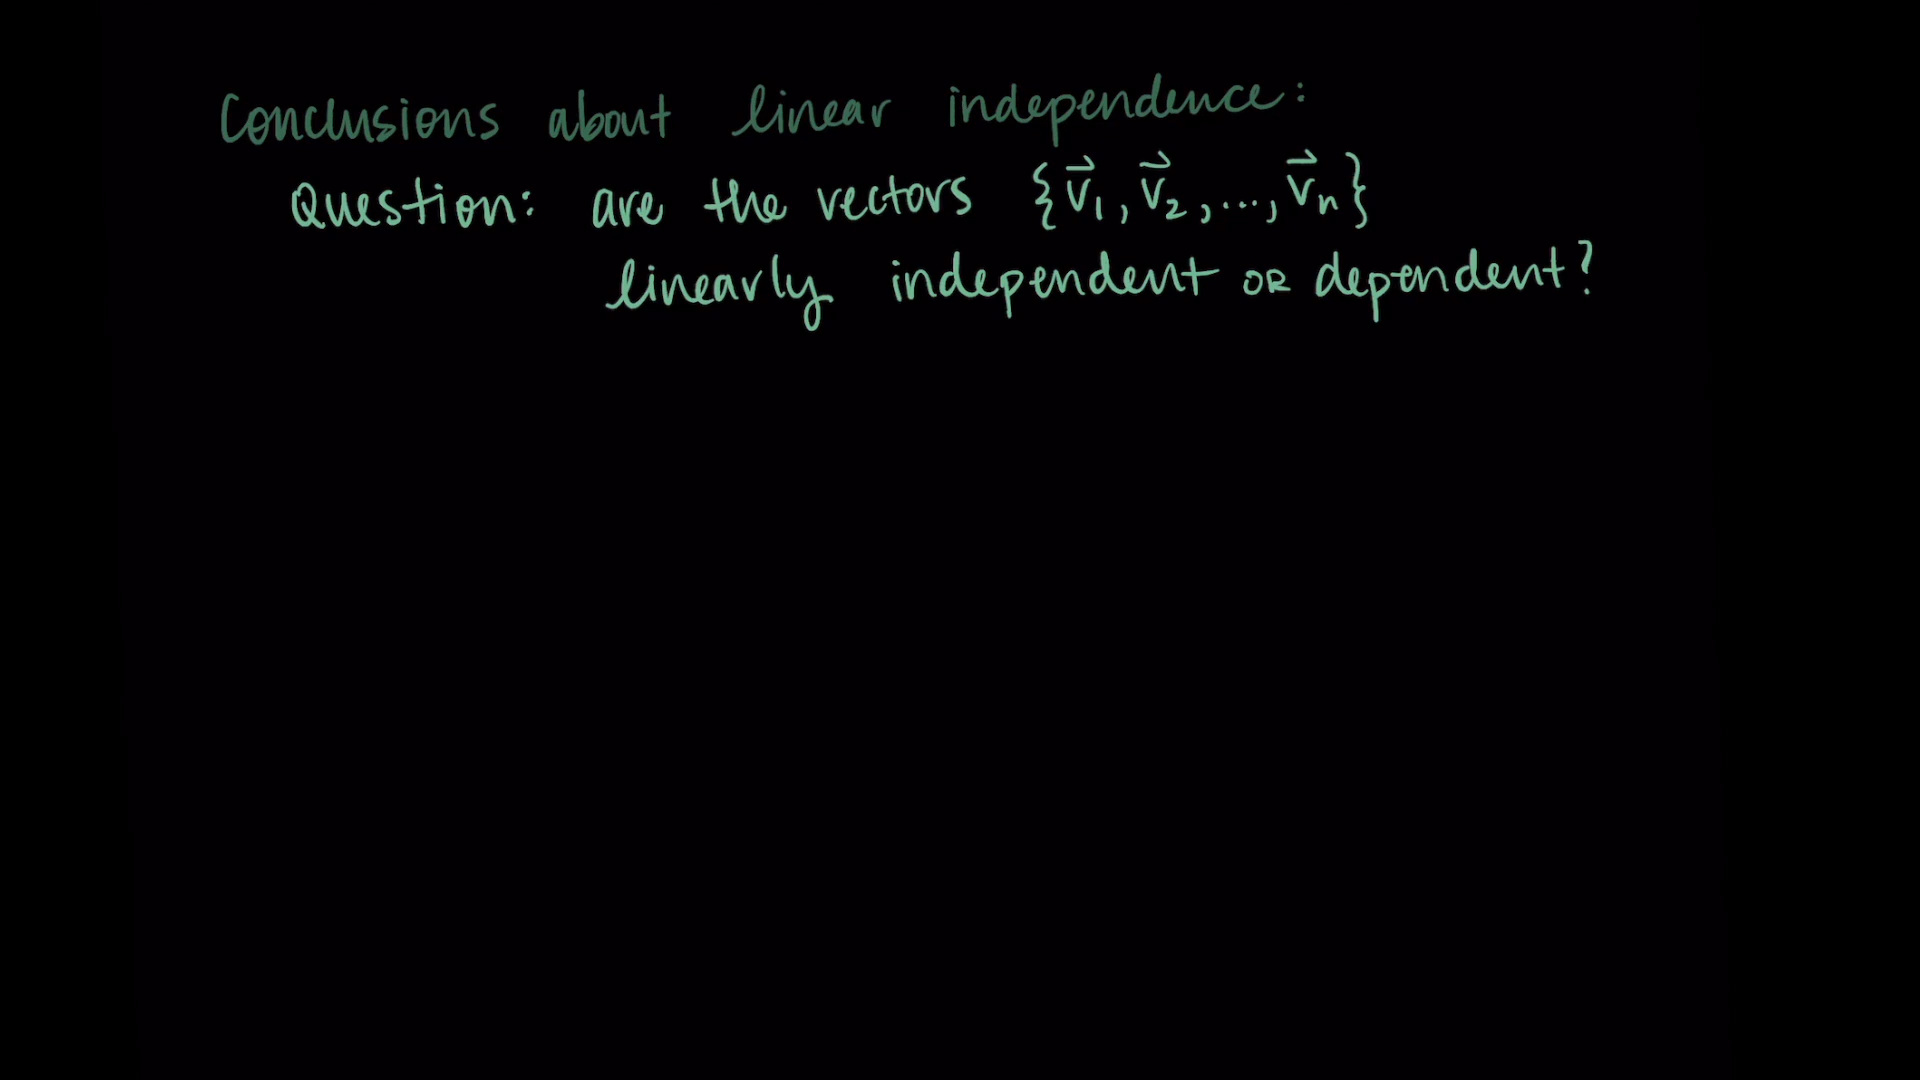 Conclusions about linear independence:
Question: are the vectors {v⃗₁, v⃗₂, ..., v⃗ₙ}
linearly independent OR dependent?